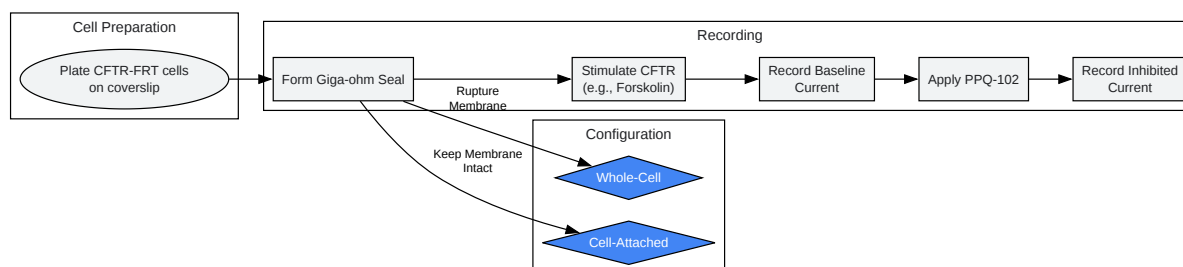 Cell Preparation
Plate CFTR-FRT cells
on coverslip
Recording
Form Giga-ohm Seal
Stimulate CFTR
(e.g., Forskolin)
Record Baseline
Current
Apply PPQ-102
Record Inhibited
Current
Rupture
Membrane
Keep Membrane
Intact
Configuration
Whole-Cell
Cell-Attached